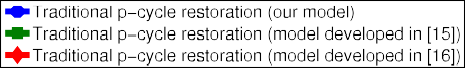 Traditional p−cycle restoration (our model)
Traditional p−cycle restoration (model developed in [15])
Traditional p−cycle restoration (model developed in [16])